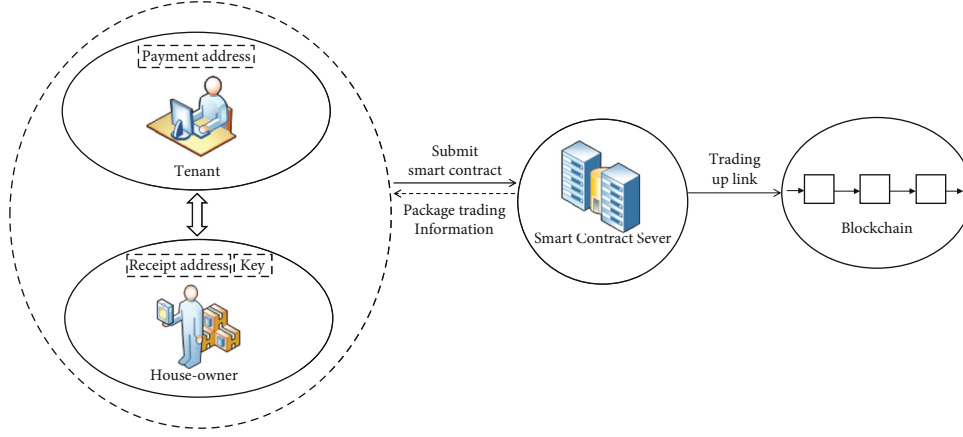 Payment address
Tenant
Receipt address
Key
House-owner
Submit
smart contract
Package trading
Information
Smart Contract Sever
Trading
up link
Blockchain